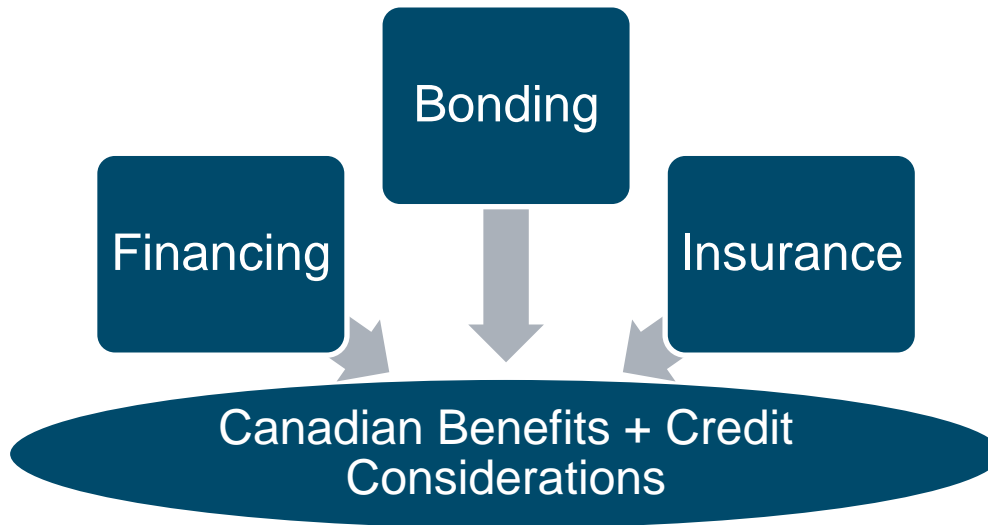 Bonding
Financing
Insurance
Canadian Benefits + Credit
Considerations